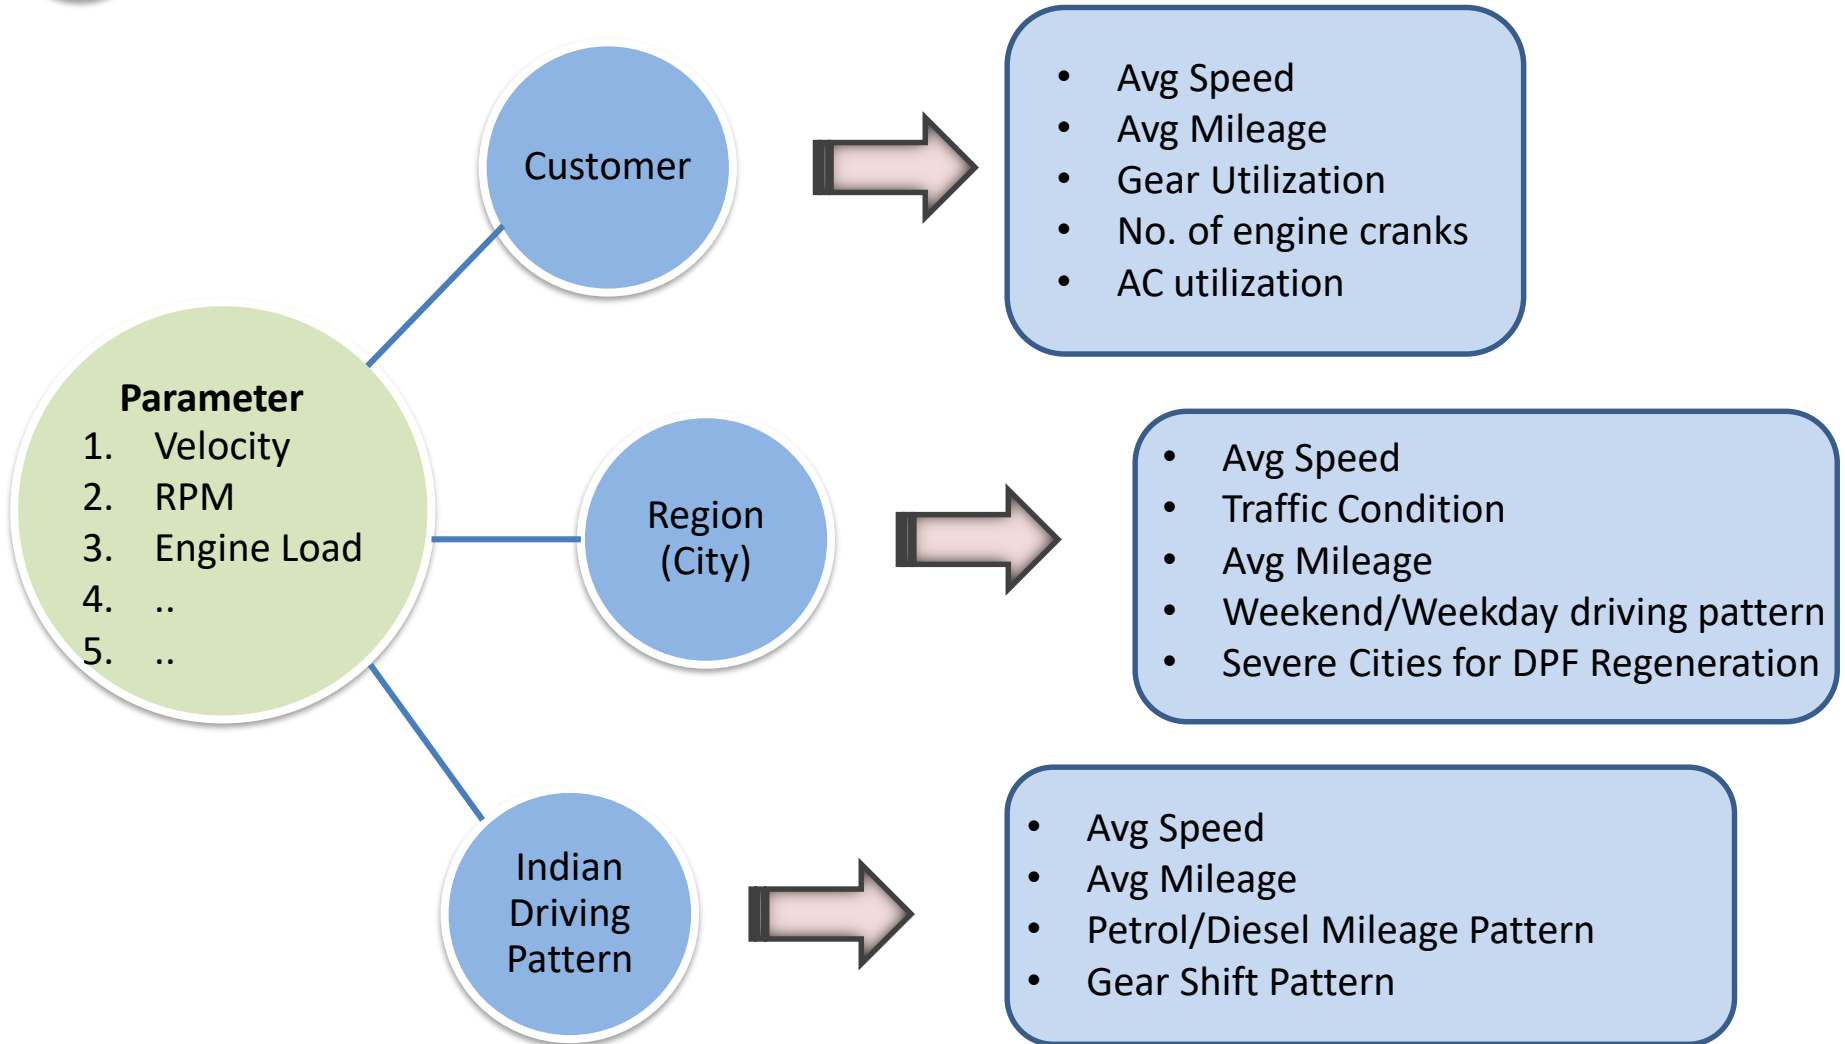 Customer
• Avg Speed
• Avg Mileage
• Gear Utilization
• No. of engine cranks
• AC utilization
Parameter
1. Velocity
2. RPM
3. Engine Load
4. ..
5. ..
Region
(City)
• Avg Speed
• Traffic Condition
• Avg Mileage
• Weekend/Weekday driving pattern
• Severe Cities for DPF Regeneration
Indian
Driving
Pattern
• Avg Speed
• Avg Mileage
• Petrol/Diesel Mileage Pattern
• Gear Shift Pattern